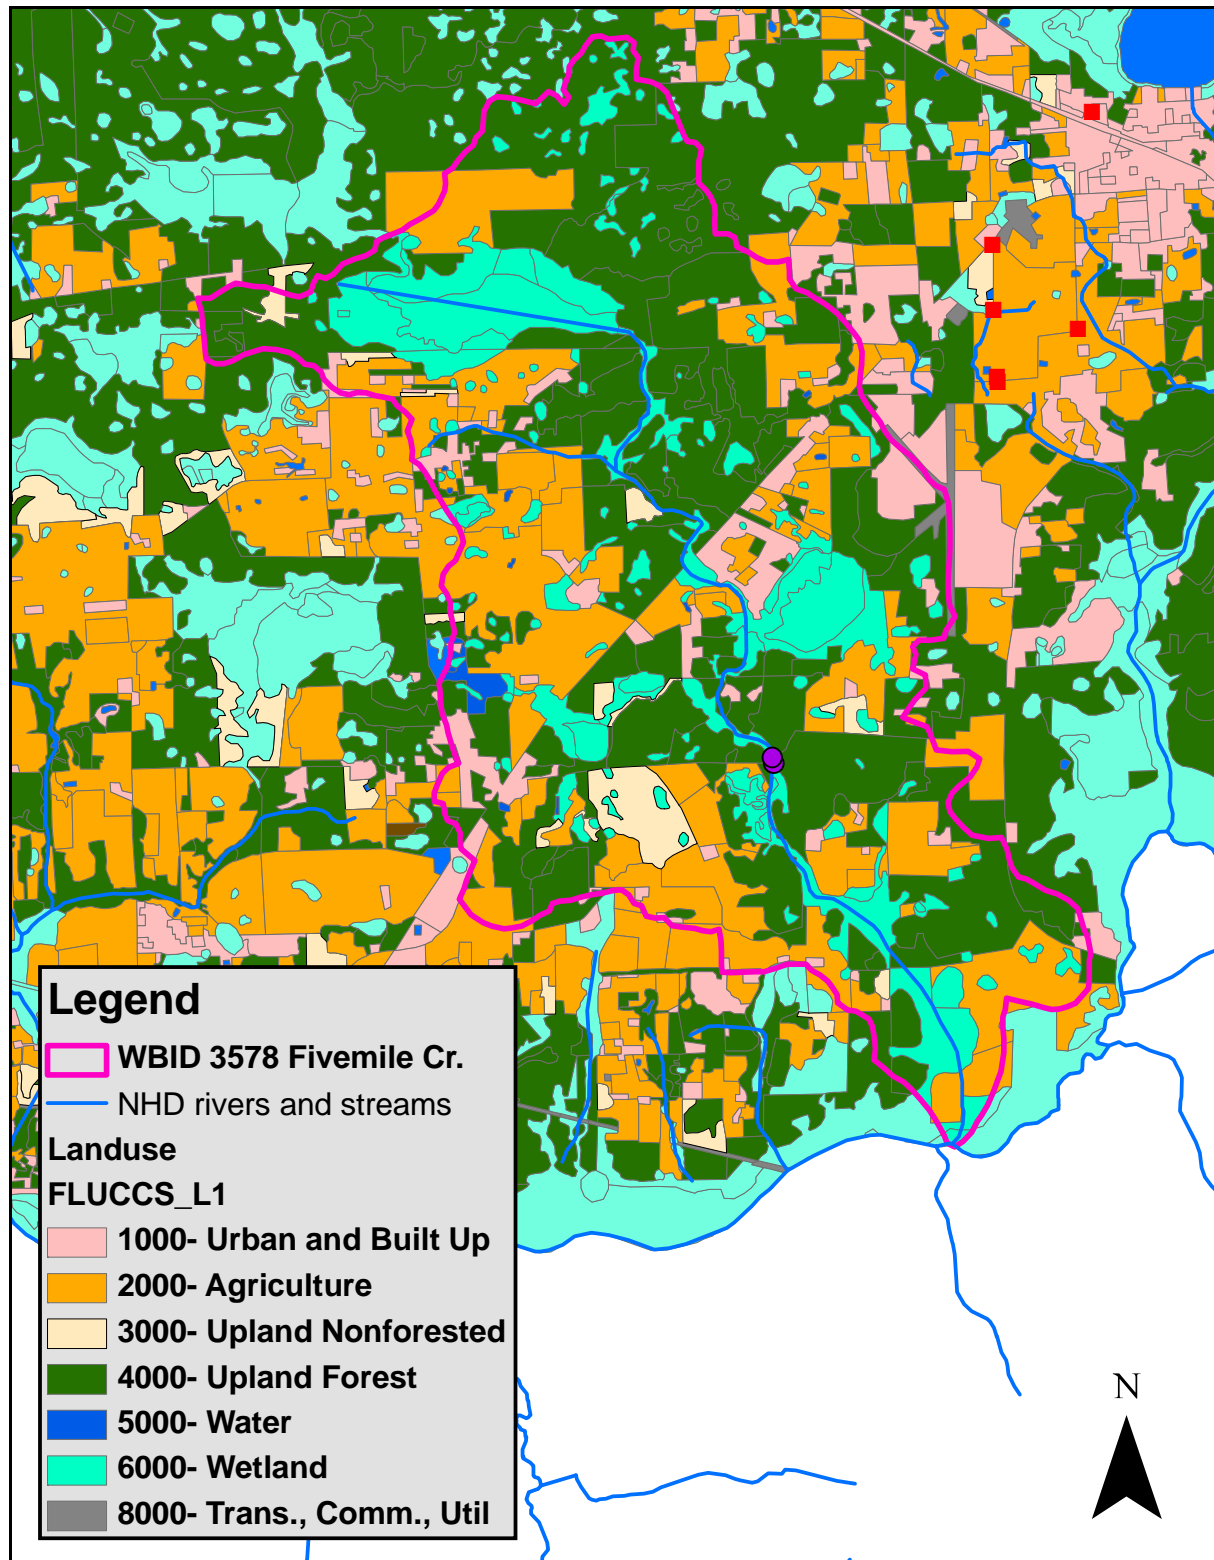 N
Legend
WBID 3578 Fivemile Cr.
NHD rivers and streams
Landuse
FLUCCS_L1
1000- Urban and Built Up
2000- Agriculture
3000- Upland Nonforested
4000- Upland Forest
5000- Water
6000- Wetland
8000- Trans., Comm., Util